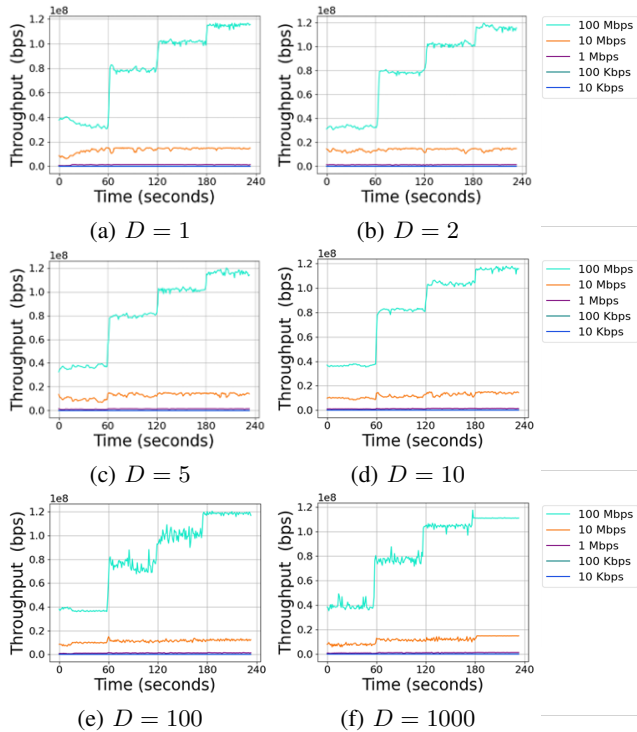 1e8
1.2
1.0
0.8
0.6
0.4
0.2
0.0
Throughput (bps)
0 60 120 180 240
Time (seconds)
(a) D = 1
1e8
1.2
1.0
0.8
0.6
0.4
0.2
0.0
Throughput (bps)
0 60 120 180 240
Time (seconds)
(b) D = 2
100 Mbps
10 Mbps
1 Mbps
100 Kbps
10 Kbps
1e8
1.2
1.0
0.8
0.6
0.4
0.2
0.0
Throughput (bps)
0 60 120 180 240
Time (seconds)
(c) D = 5
1e8
1.2
1.0
0.8
0.6
0.4
0.2
0.0
Throughput (bps)
0 60 120 180 240
Time (seconds)
(d) D = 10
100 Mbps
10 Mbps
1 Mbps
100 Kbps
10 Kbps
1e8
1.2
1.0
0.8
0.6
0.4
0.2
0.0
Throughput (bps)
0 60 120 180 240
Time (seconds)
(e) D = 100
1e8
1.2
1.0
0.8
0.6
0.4
0.2
0.0
Throughput (bps)
0 60 120 180 240
Time (seconds)
(f) D = 1000
100 Mbps
10 Mbps
1 Mbps
100 Kbps
10 Kbps